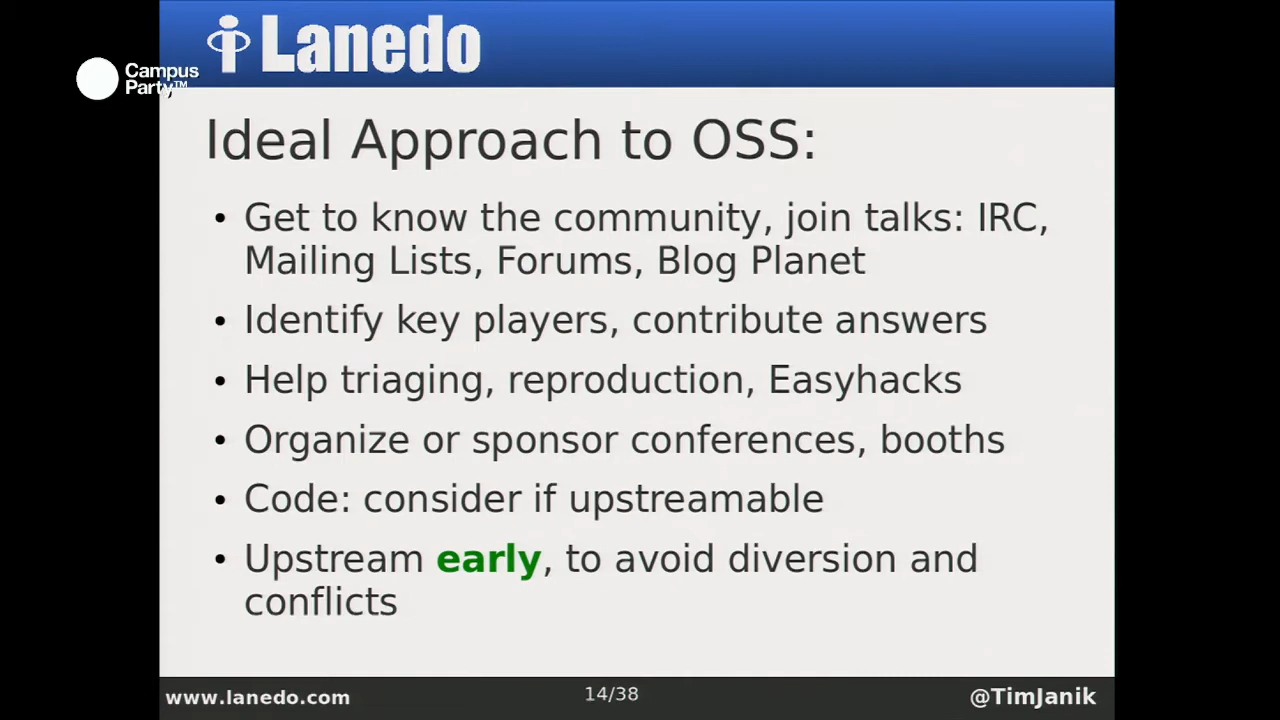 Lanedo
Campus
Party™
Ideal Approach to OSS:
• Get to know the community, join talks: IRC,
Mailing Lists, Forums, Blog Planet
• Identify key players, contribute answers
• Help triaging, reproduction, Easyhacks
• Organize or sponsor conferences, booths
• Code: consider if upstreamable
• Upstream early, to avoid diversion and
conflicts
www.lanedo.com
14/38
@TimJanik